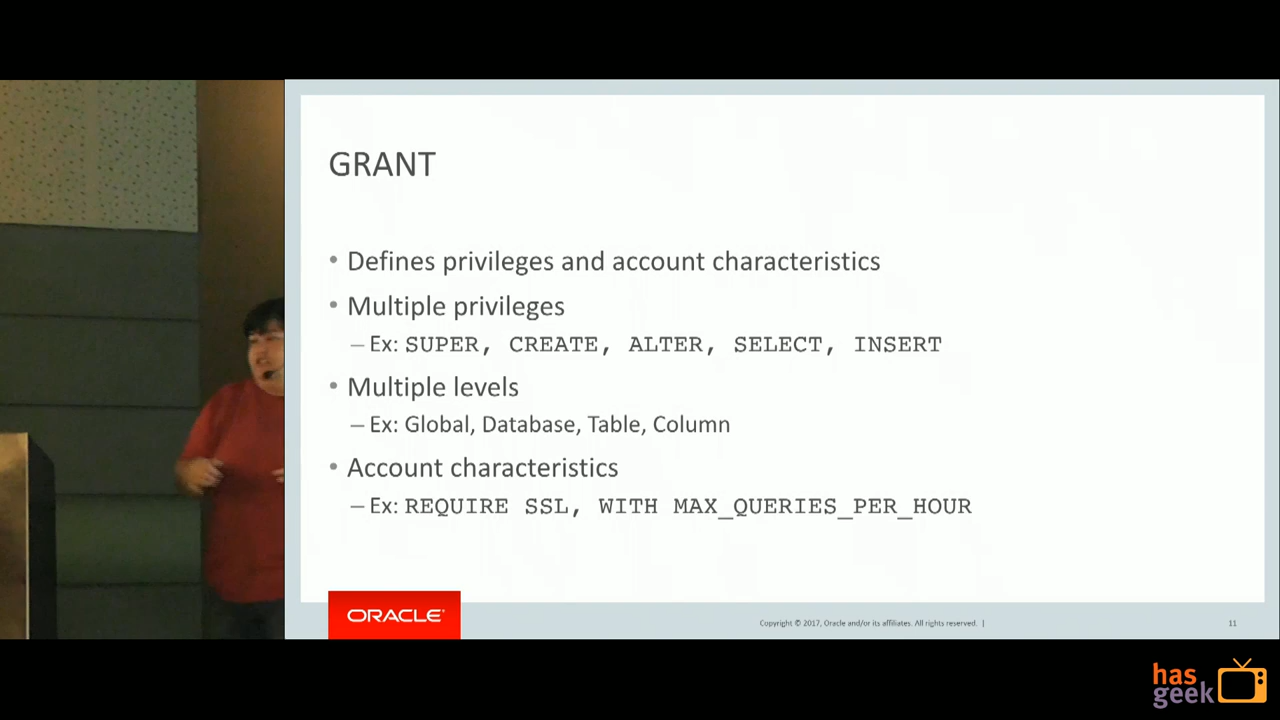 GRANT
• Defines privileges and account characteristics
• Multiple privileges
– Ex: SUPER, CREATE, ALTER, SELECT, INSERT
• Multiple levels
– Ex: Global, Database, Table, Column
• Account characteristics
– Ex: REQUIRE SSL, WITH MAX_QUERIES_PER_HOUR
ORACLE®
Copyright © 2017, Oracle and/or its affiliates. All rights reserved. |
11
has
geek